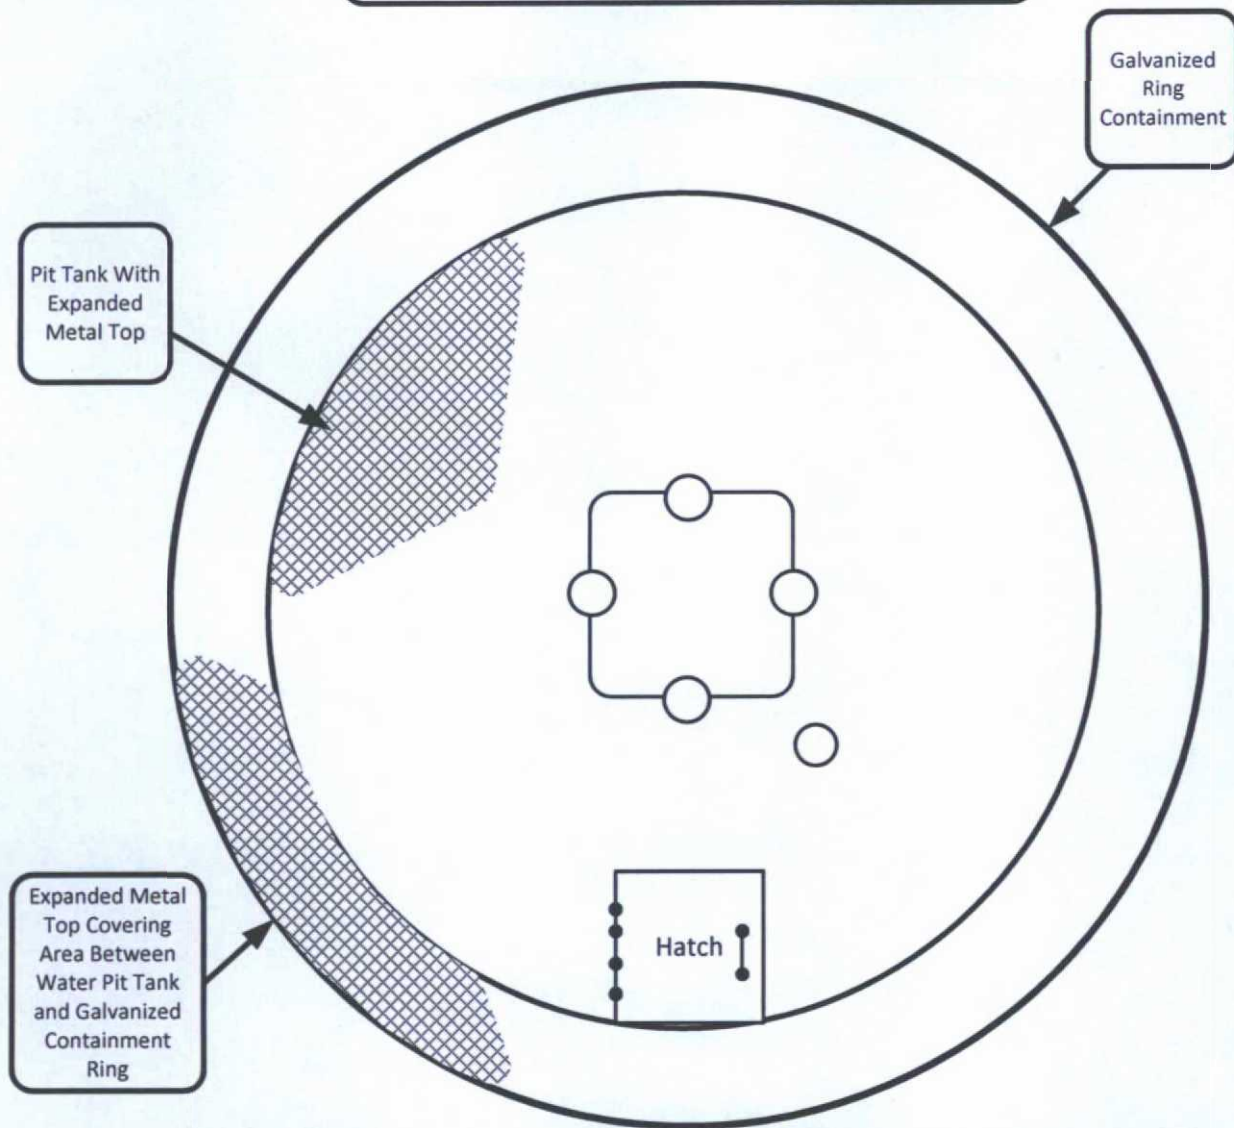 Galvanized
Ring
Containment
Pit Tank With
Expanded
Metal Top
Expanded Metal
Top Covering
Area Between
Water Pit Tank
and Galvanized
Containment
Ring
Hatch